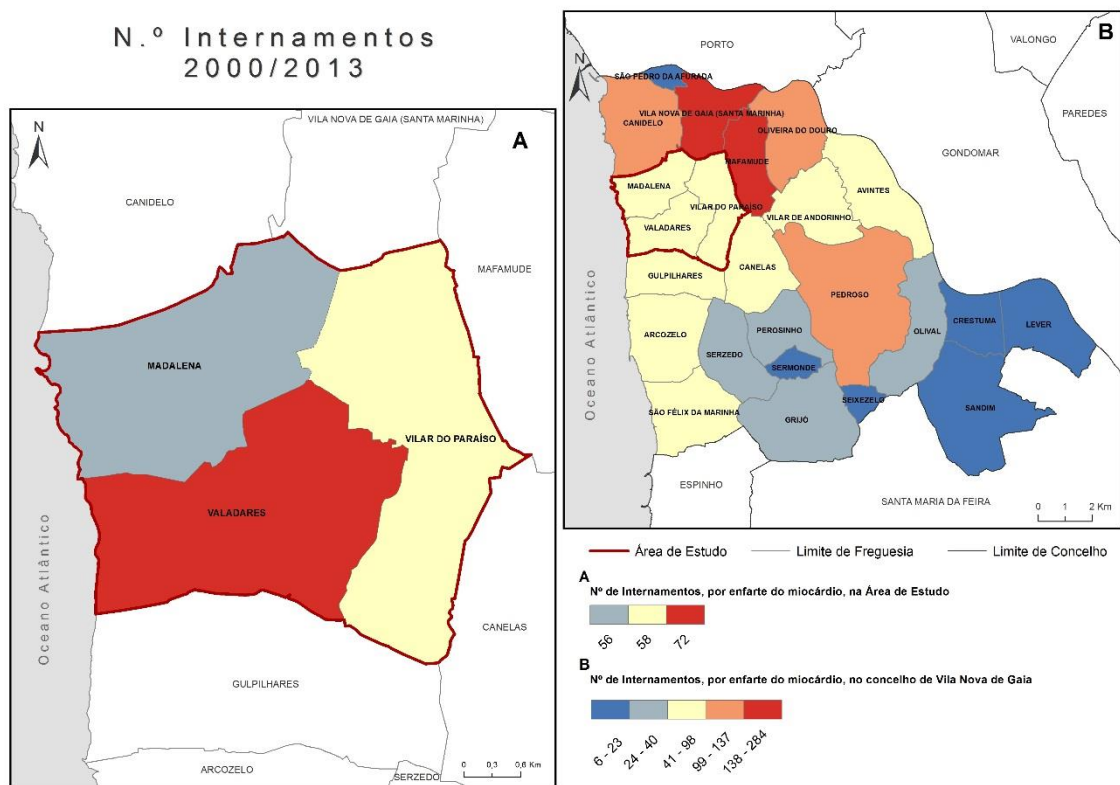 N.º Internamentos
2000/2013
A
N
VILA NOVA DE GAIA (SANTA MARINHA)
CANIDELO
MAFAMUDE
MADALENA
VILAR DO PARAÍSO
VALADARES
Oceano Atlântico
CANELAS
GULPILHARES
ARCOZELO
SERZEDO
0 0,3 0,6 Km
B
N
PORTO
VALONGO
SÃO PEDRO DA AFURADA
PAREDES
VILA NOVA DE GAIA (SANTA MARINHA)
CANIDELO
OLIVEIRA DO DOURO
GONDOMAR
MAFAMUDE
MADALENA
AVINTES
VILAR DO PARAÍSO
VILAR DE ANDORINHO
VALADARES
GULPILHARES
CANELAS
PEDROSO
Oceano Atlântico
ARCOZELO
PEROSINHO
OLIVAL
CRESTUMA
LEVER
SERZEDO
SERMONDE
SEIXEZELO
SANDIM
SÃO FÉLIX DA MARINHA
GRIJÓ
ESPINHO
SANTA MARIA DA FEIRA
0 1 2 Km
Área de Estudo
Limite de Freguesia
Limite de Concelho
A
Nº de Internamentos, por enfarte do miocárdio, na Área de Estudo
56 58 72
B
Nº de Internamentos, por enfarte do miocárdio, no concelho de Vila Nova de Gaia
6 - 23 24 - 40 41 - 98 99 - 137 138 - 284